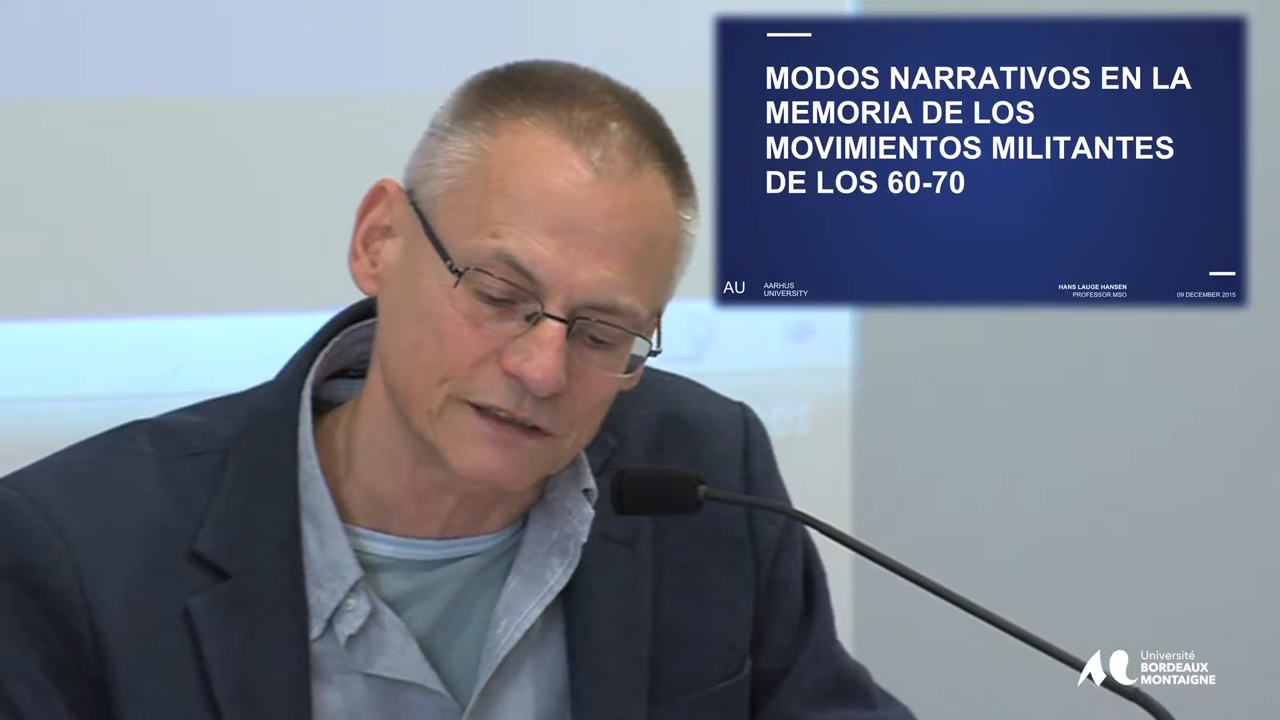 MODOS NARRATIVOS EN LA
MEMORIA DE LOS
MOVIMIENTOS MILITANTES
DE LOS 60-70
AU
AARHUS
UNIVERSITY
HANS LAUGE HANSEN
PROFESSOR MSO
09 DECEMBER 2015
Université
BORDEAUX
MONTAIGNE